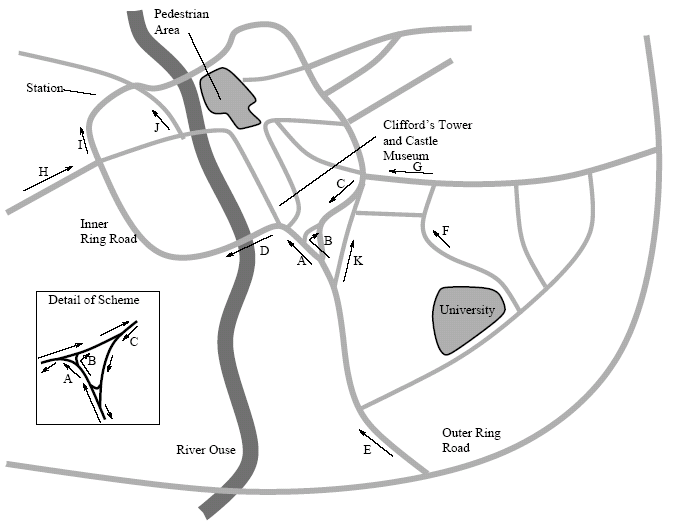 Pedestrian
Area
Station
Clifford's Tower
and Castle
Museum
J
I
H
G
C
Inner
Ring Road
F
B
D
A
K
Detail of Scheme
University
C
B
A
Outer Ring
Road
River Ouse
E